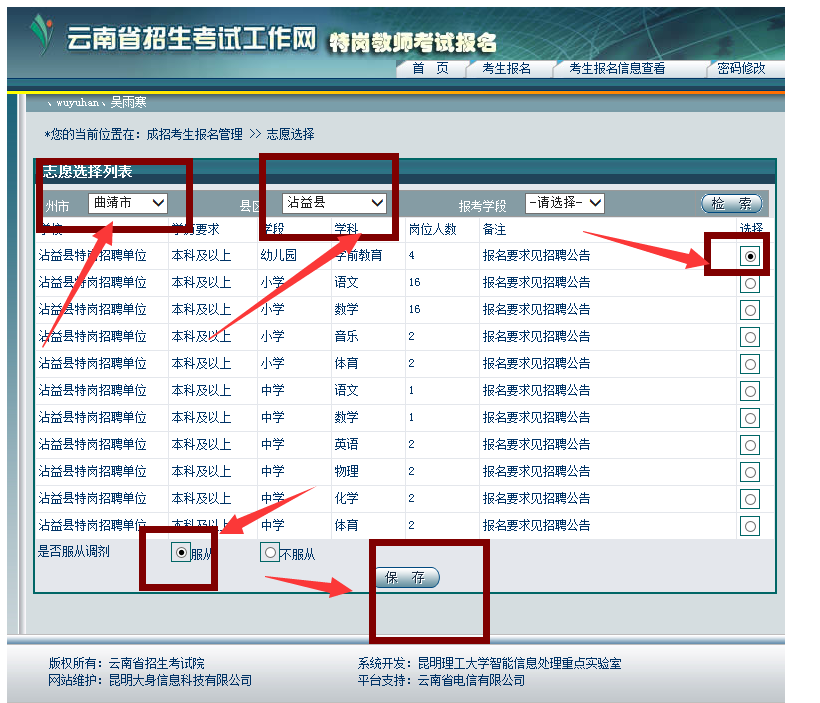 云南省招生考试工作网 特岗教师考试报名
首 页 考生报名 考生报名信息查看 密码修改
、wuyuhan、吴雨寒
*您的当前位置在：成招考生报名管理 >> 志愿选择
志愿选择列表
州市 曲靖市 县区 沾益县 报考学段 -请选择- 检 索
学校 学历要求 学段 学科 岗位人数 备注 选择
沾益县特岗招聘单位 本科及以上 幼儿园 学前教育 4 报名要求见招聘公告
沾益县特岗招聘单位 本科及以上 小学 语文 16 报名要求见招聘公告
沾益县特岗招聘单位 本科及以上 小学 数学 16 报名要求见招聘公告
沾益县特岗招聘单位 本科及以上 小学 音乐 2 报名要求见招聘公告
沾益县特岗招聘单位 本科及以上 小学 体育 2 报名要求见招聘公告
沾益县特岗招聘单位 本科及以上 中学 语文 1 报名要求见招聘公告
沾益县特岗招聘单位 本科及以上 中学 数学 1 报名要求见招聘公告
沾益县特岗招聘单位 本科及以上 中学 英语 2 报名要求见招聘公告
沾益县特岗招聘单位 本科及以上 中学 物理 2 报名要求见招聘公告
沾益县特岗招聘单位 本科及以上 中学 化学 2 报名要求见招聘公告
沾益县特岗招聘单位 本科及以上 中学 体育 2 报名要求见招聘公告
是否服从调剂 服从 不服从
保 存
版权所有：云南省招生考试院 系统开发：昆明理工大学智能信息处理重点实验室
网站维护：昆明大身信息科技有限公司 平台支持：云南省电信有限公司